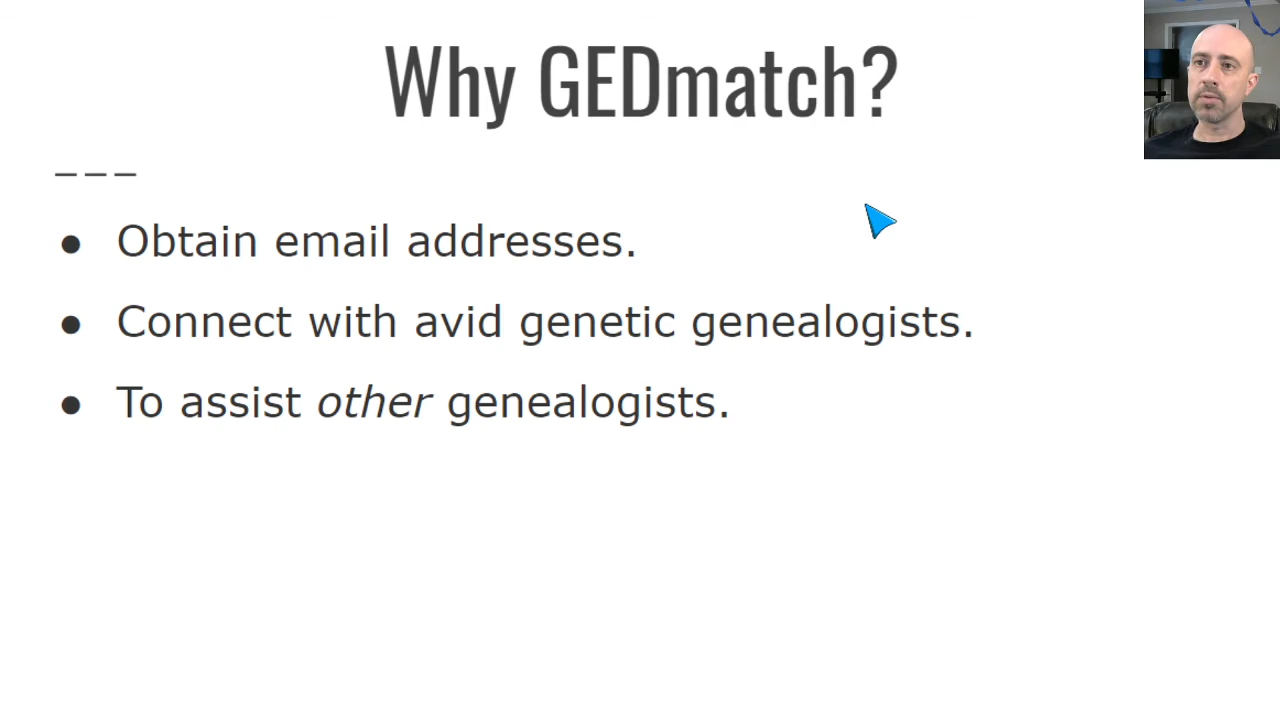 Why GEDmatch?
● Obtain email addresses.
● Connect with avid genetic genealogists.
● To assist other genealogists.